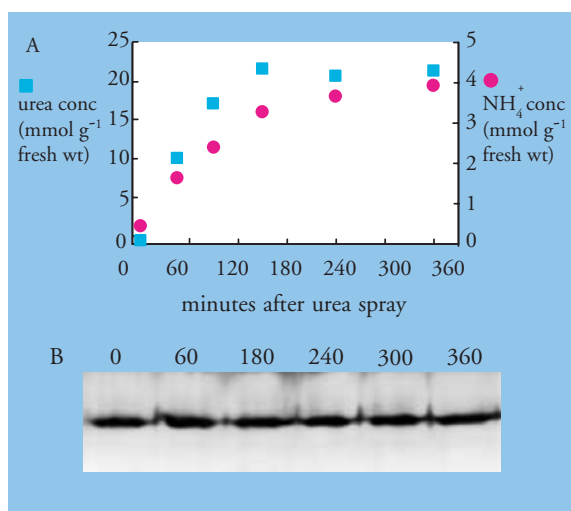 A
urea conc
(mmol g⁻¹
fresh wt)
25
20
15
10
5
0
5
4
3
2
1
0
NH₄⁺ conc
(mmol g⁻¹
fresh wt)
0 60 120 180 240 300 360
minutes after urea spray
B 0 60 180 240 300 360